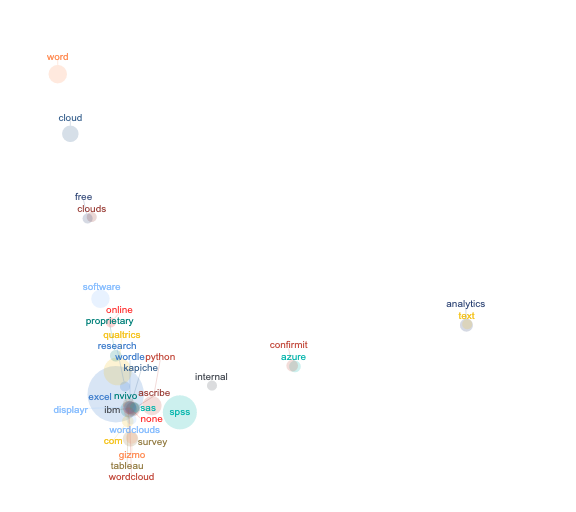 word
cloud
free
clouds
software
analytics
online
text
proprietary
qualtrics
research
confirmit
wordle
python
azure
kapiche
internal
excel
nvivo
ascribe
displayr
ibm
sas
spss
none
wordclouds
com
survey
gizmo
tableau
wordcloud